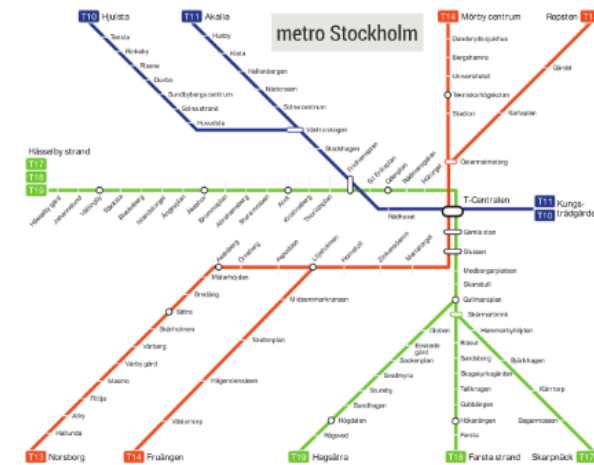 T10 Hjulsta
T11 Akalla
metro Stockholm
T14 Mörby centrum
Ropsten
Tensta
Rinkeby
Rissne
Duvbo
Sundbybergs centrum
Solna strand
Huvudsta
Husby
Kista
Hallonbergen
Näckrosen
Solna centrum
Västra skogen
Stadshagen
Danderyds sjukhus
Bergshamra
Universitetet
Tekniska högskolan
Stadion
Gärdet
Karlaplan
Östermalmstorg
Hässelby strand
T17
T18
T19
Hässelby gård
Johannelund
Vällingby
Råcksta
Blackeberg
Islandstorget
Ängbyplan
Åkeshov
Brommaplan
Abrahamsberg
Stora mossen
Alvik
Kristineberg
Thorildsplan
Fridhemsplan
S:t Eriksplan
Odenplan
Rådmansgatan
Hötorget
Rådhuset
T-Centralen
T11
T10
Kungs-
trädgården
Gamla stan
Slussen
Medborgarplatsen
Skanstull
Gullmarsplan
Skärmarbrink
Axelsberg
Örnsberg
Aspudden
Liljeholmen
Hornstull
Zinkensdamm
Mariatorget
Mälarhöjden
Bredäng
Sätra
Skärholmen
Vårberg
Vårby gård
Masmo
Fittja
Alby
Hallunda
Midsommarkransen
Telefonplan
Hägerstensåsen
Västertorp
Globen
Enskede
gård
Sockenplan
Svedmyra
Stureby
Bandhagen
Högdalen
Rågsved
Blåsut
Sandsborg
Skogskyrkogården
Tallkrogen
Gubbängen
Hökarängen
Farsta
Hammarbyhöjden
Björkhagen
Kärrtorp
Bagarmossen
T13 Norsborg
T14 Fruängen
T19 Hagsätra
T18 Farsta strand
Skarpnäck T17